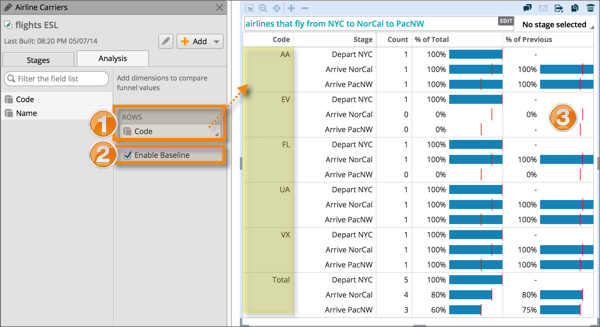 Airline Carriers
flights ESL
Last Built: 08:20 PM 05/07/14
Add
Stages
Analysis
Filter the field list
Code
Name
Add dimensions to compare
funnel values
1
ROWS
Code
2
Enable Baseline
airlines that fly from NYC to NorCal to PacNW
EDIT
No stage selected
Code Stage Count % of Total % of Previous
AA Depart NYC 1 100% -
Arrive NorCal 1 100% 100%
Arrive PacNW 1 100% 100%
EV Depart NYC 1 100% -
Arrive NorCal 0 0% 0%
3
Arrive PacNW 0 0% -
FL Depart NYC 1 100% -
Arrive NorCal 1 100% 100%
Arrive PacNW 0 0% 0%
UA Depart NYC 1 100% -
Arrive NorCal 1 100% 100%
Arrive PacNW 1 100% 100%
VX Depart NYC 1 100% -
Arrive NorCal 1 100% 100%
Arrive PacNW 1 100% 100%
Total Depart NYC 5 100% -
Arrive NorCal 4 80% 80%
Arrive PacNW 3 60% 75%